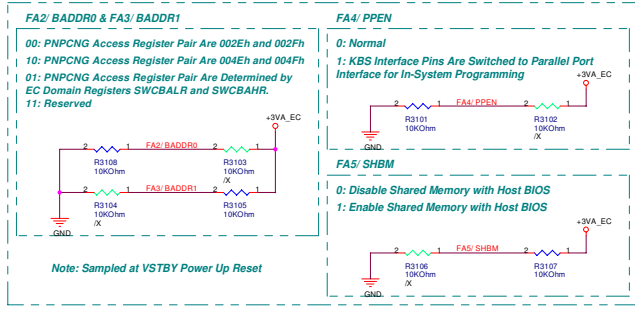 FA2/ BADDR0 & FA3/ BADDR1
00: PNPCNG Access Register Pair Are 002Eh and 002Fh
10: PNPCNG Access Register Pair Are 004Eh and 004Fh
01: PNPCNG Access Register Pair Are Determined by
EC Domain Registers SWCBALR and SWCBAHR.
11: Reserved
+3VA_EC
2 1 FA2/ BADDR0 2 1
R3108 R3103
10KOhm 10KOhm
/X
2 1 FA3/ BADDR1 2 1
R3104 R3105
10KOhm 10KOhm
/X
GND
Note: Sampled at VSTBY Power Up Reset
FA4/ PPEN
0: Normal
1: KBS Interface Pins Are Switched to Parallel Port
Interface for In-System Programming
+3VA_EC
2 1 FA4/ PPEN 2 1
R3101 R3102
10KOhm 10KOhm
/X
GND
FA5/ SHBM
0: Disable Shared Memory with Host BIOS
1: Enable Shared Memory with Host BIOS
+3VA_EC
2 1 FA5/ SHBM 2 1
R3106 R3107
10KOhm 10KOhm
/X
GND